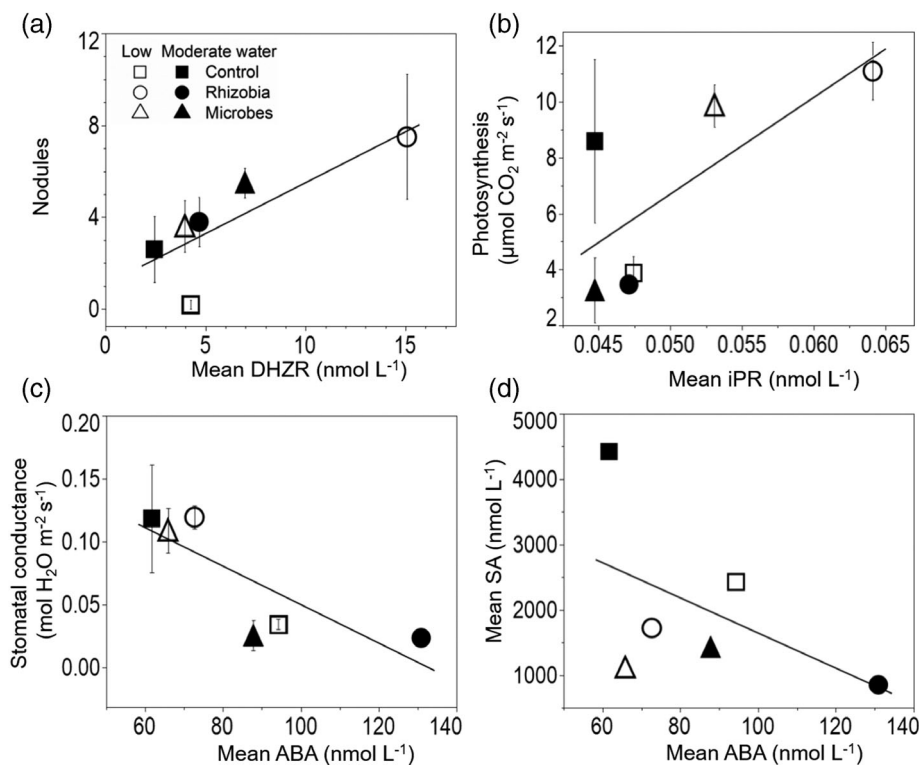 (a)
12
8
4
0
Nodules
Low Moderate water
Control
Rhizobia
Microbes
0 5 10 15
Mean DHZR (nmol L⁻¹)
(b)
12
10
8
6
4
2
Photosynthesis
(μmol CO₂ m⁻² s⁻¹)
0.045 0.050 0.055 0.060 0.065
Mean iPR (nmol L⁻¹)
(c)
0.20
0.15
0.10
0.05
0.00
Stomatal conductance
(mol H₂O m⁻² s⁻¹)
60 80 100 120 140
Mean ABA (nmol L⁻¹)
(d)
5000
4000
3000
2000
1000
Mean SA (nmol L⁻¹)
60 80 100 120 140
Mean ABA (nmol L⁻¹)